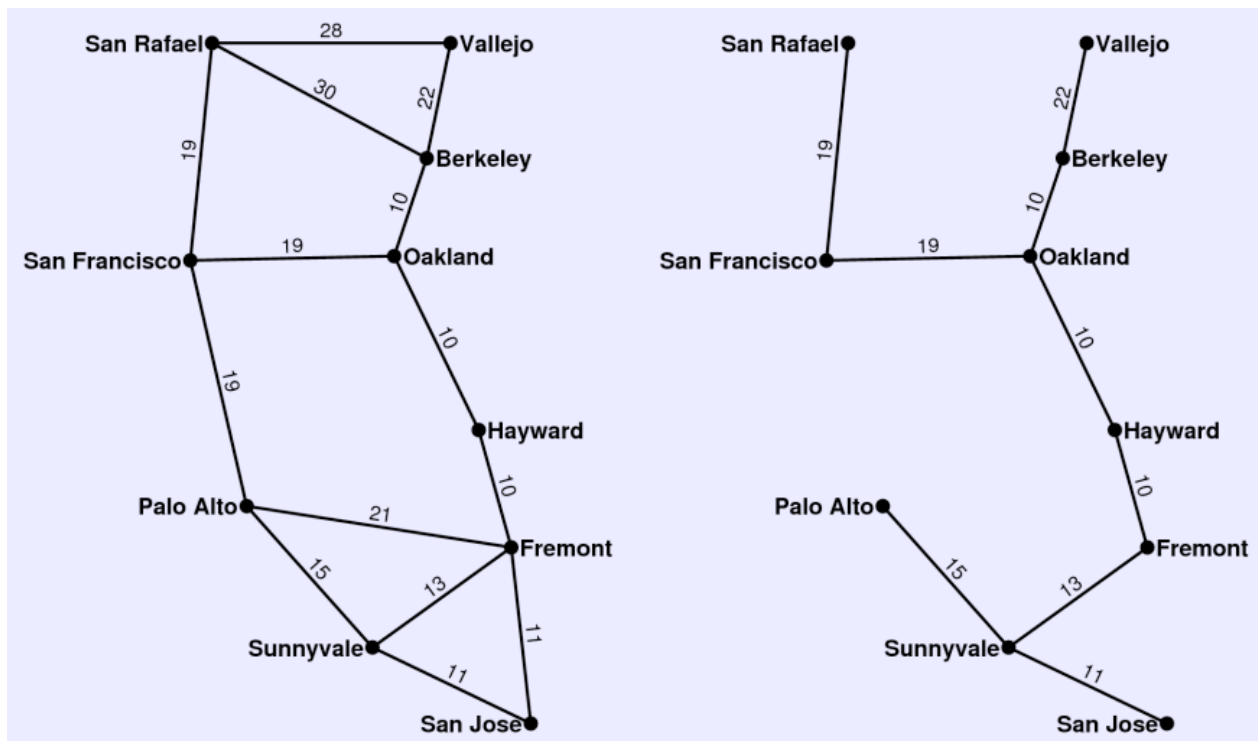 San Rafael
28
Vallejo
30
22
19
Berkeley
10
San Francisco
19
Oakland
10
19
Hayward
10
Palo Alto
21
Fremont
15
13
11
Sunnyvale
11
San Jose
San Rafael
Vallejo
22
19
Berkeley
10
San Francisco
19
Oakland
10
Hayward
10
Palo Alto
Fremont
15
13
Sunnyvale
11
San Jose